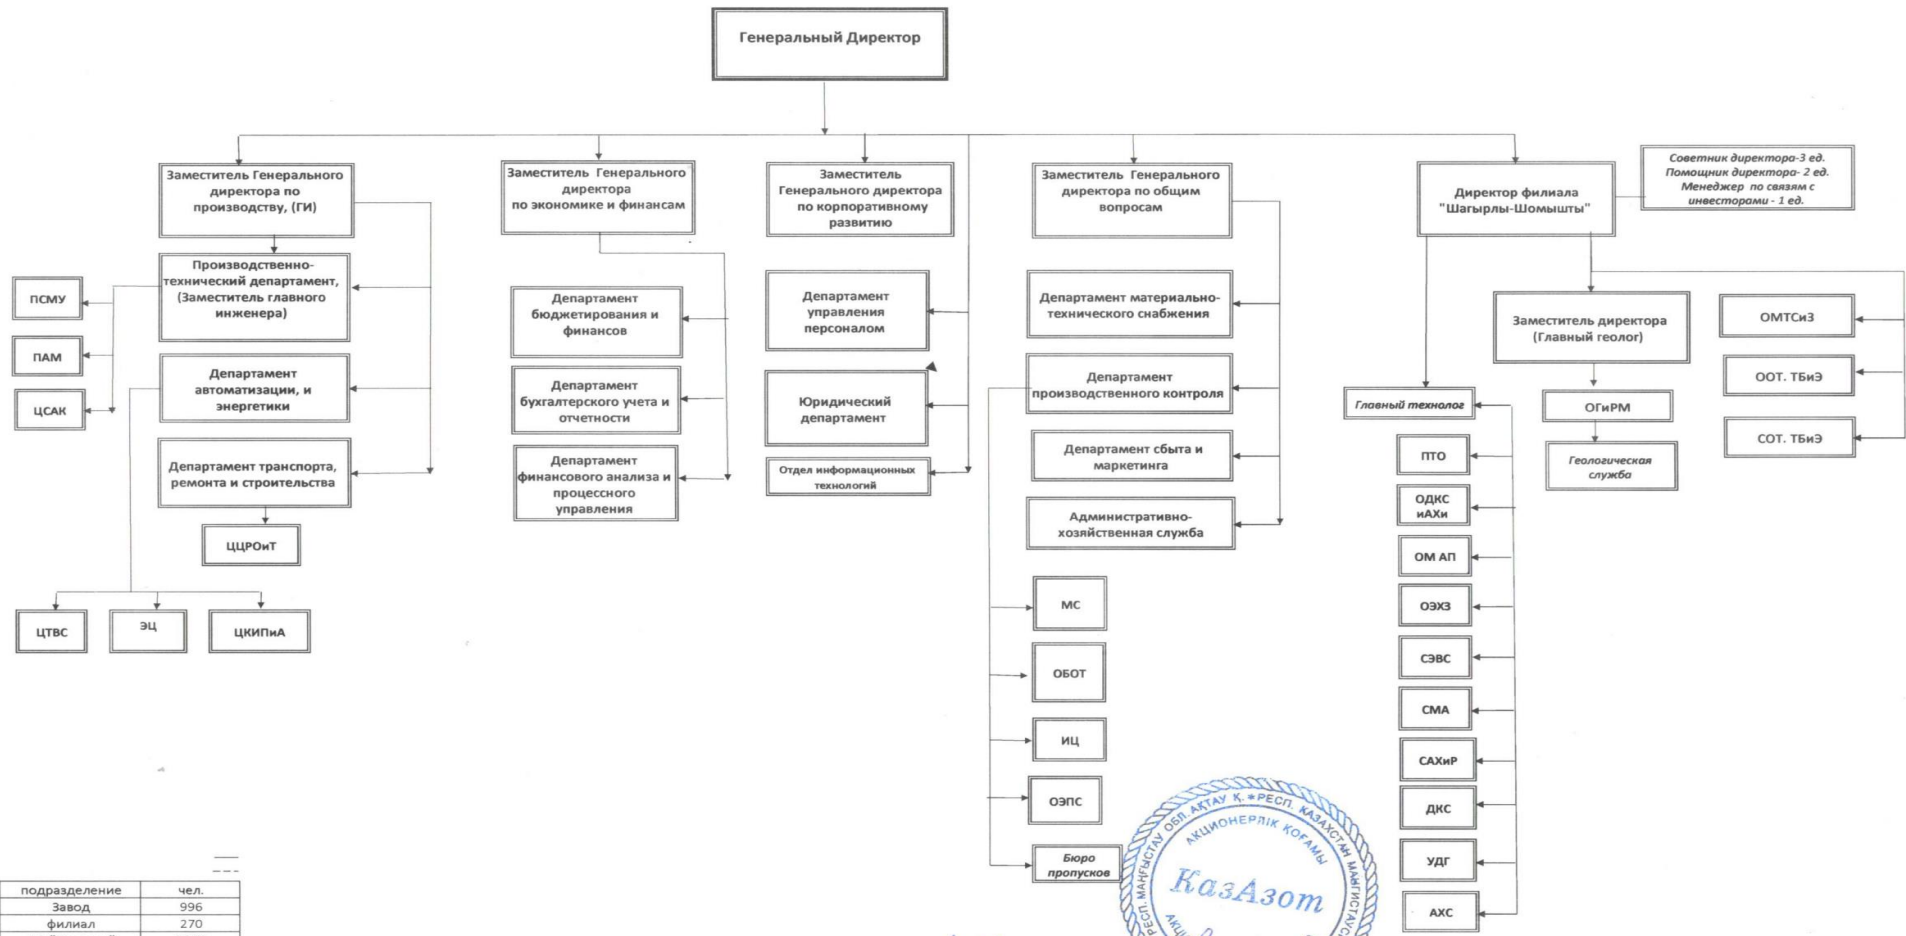 Генеральный Директор
Заместитель Генерального
директора по
производству, (ГИ)
Заместитель Генерального
директора
по экономике и финансам
Заместитель
Генерального директора
по корпоративному
развитию
Заместитель Генерального
директора по общим
вопросам
Директор филиала
"Шагырлы-Шомышты"
Советник директора-3 ед.
Помощник директора- 2 ед.
Менеджер по связям с
инвесторами - 1 ед.
Производственно-
технический департамент,
(Заместитель главного
инженера)
ПСМУ
ПАМ
ЦСАК
Департамент
автоматизации, и
энергетики
Департамент транспорта,
ремонта и строительства
ЦЦРОиТ
ЦТВС
ЭЦ
ЦКИПиА
Департамент
бюджетирования и
финансов
Департамент
бухгалтерского учета и
отчетности
Департамент
финансового анализа и
процессного
управления
Департамент
управления
персоналом
Юридический
департамент
Отдел информационных
технологий
Департамент материально-
технического снабжения
Департамент
производственного контроля
Департамент сбыта и
маркетинга
Административно-
хозяйственная служба
МС
ОБОТ
ИЦ
ОЭПС
Бюро
пропусков
Заместитель директора
(Главный геолог)
ОМТСиЗ
ООТ. ТБиЭ
СОТ. ТБиЭ
Главный технолог
ОГиРМ
Геологическая
служба
ПТО
ОДКС
иАХи
ОМ АП
ОЭХЗ
СЭВС
СМА
САХиР
ДКС
УДГ
АХС
подразделение чел.
Завод 996
филиал 270
РЕСП. МАҢҒЫСТАУ ОБЛ. АҚТАУ Қ. * РЕСП. КАЗАХСТАН МАНГИСТАУС
АКЦИОНЕРЛІК ҚОҒАМЫ
КазАзот